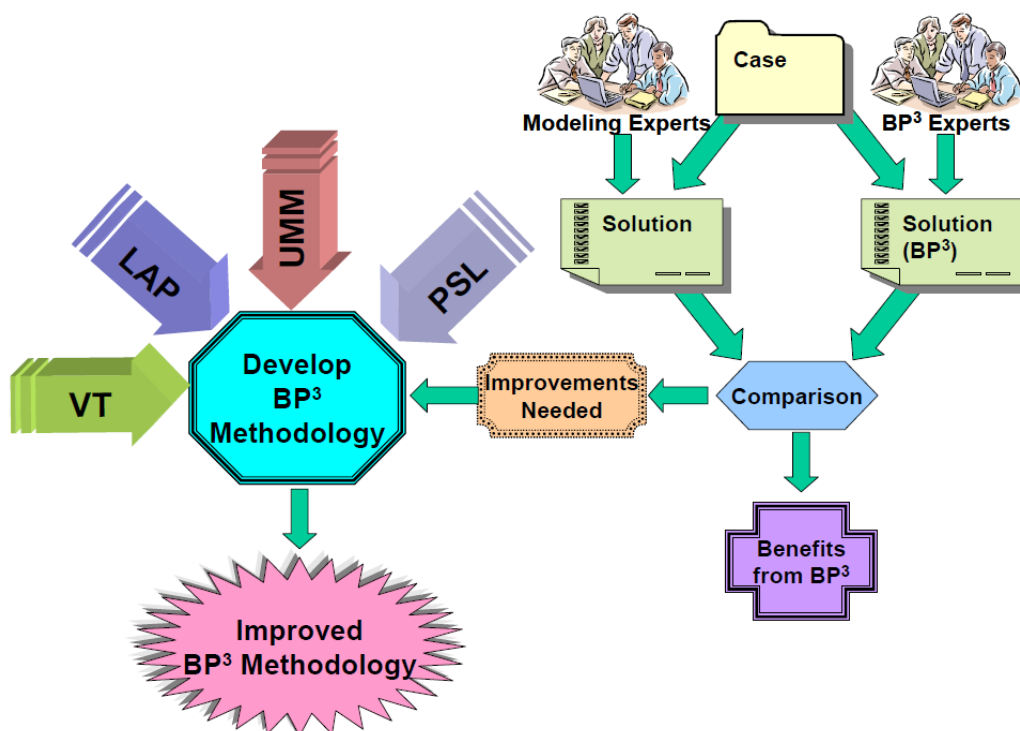 Case
Modeling Experts
BP³ Experts
UMM
LAP
PSL
VT
Solution
Solution
(BP³)
Develop
BP³
Methodology
Improvements
Needed
Comparison
Benefits
from BP³
Improved
BP³ Methodology